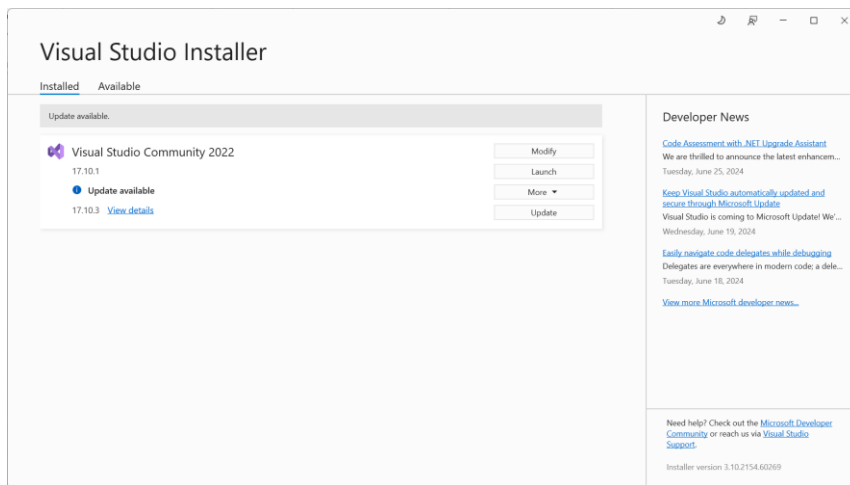 Visual Studio Installer
Installed Available
Update available.
Visual Studio Community 2022
17.10.1
Update available
17.10.3 View details
Modify
Launch
More
Update
Developer News
Code Assessment with .NET Upgrade Assistant
We are thrilled to announce the latest enhancem...
Tuesday, June 25, 2024
Keep Visual Studio automatically updated and
secure through Microsoft Update
Visual Studio is coming to Microsoft Update! We'...
Wednesday, June 19, 2024
Easily navigate code delegates while debugging
Delegates are everywhere in modern code; a dele...
Tuesday, June 18, 2024
View more Microsoft developer news...
Need help? Check out the Microsoft Developer
Community or reach us via Visual Studio
Support.
Installer version 3.10.2154.60269